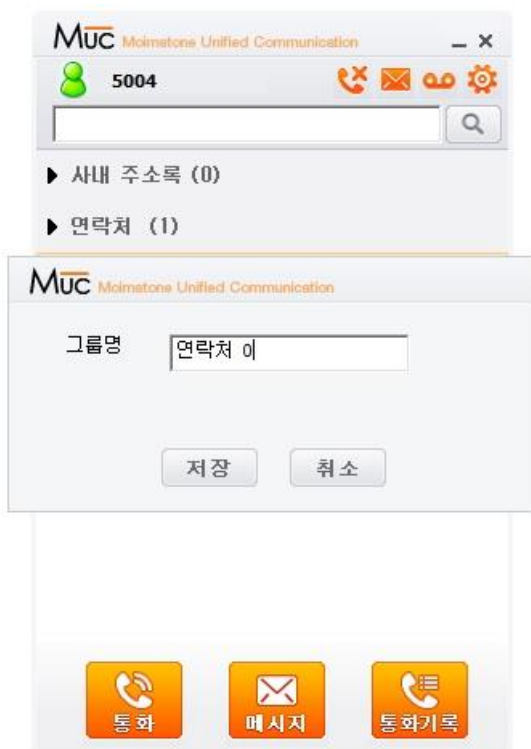 MUC Moimstone Unified Communication
5004
사내 주소록 (0)
연락처 (1)
MUC Moimstone Unified Communication
그룹명
연락처 이
저장
취소
통화
메시지
통화기록